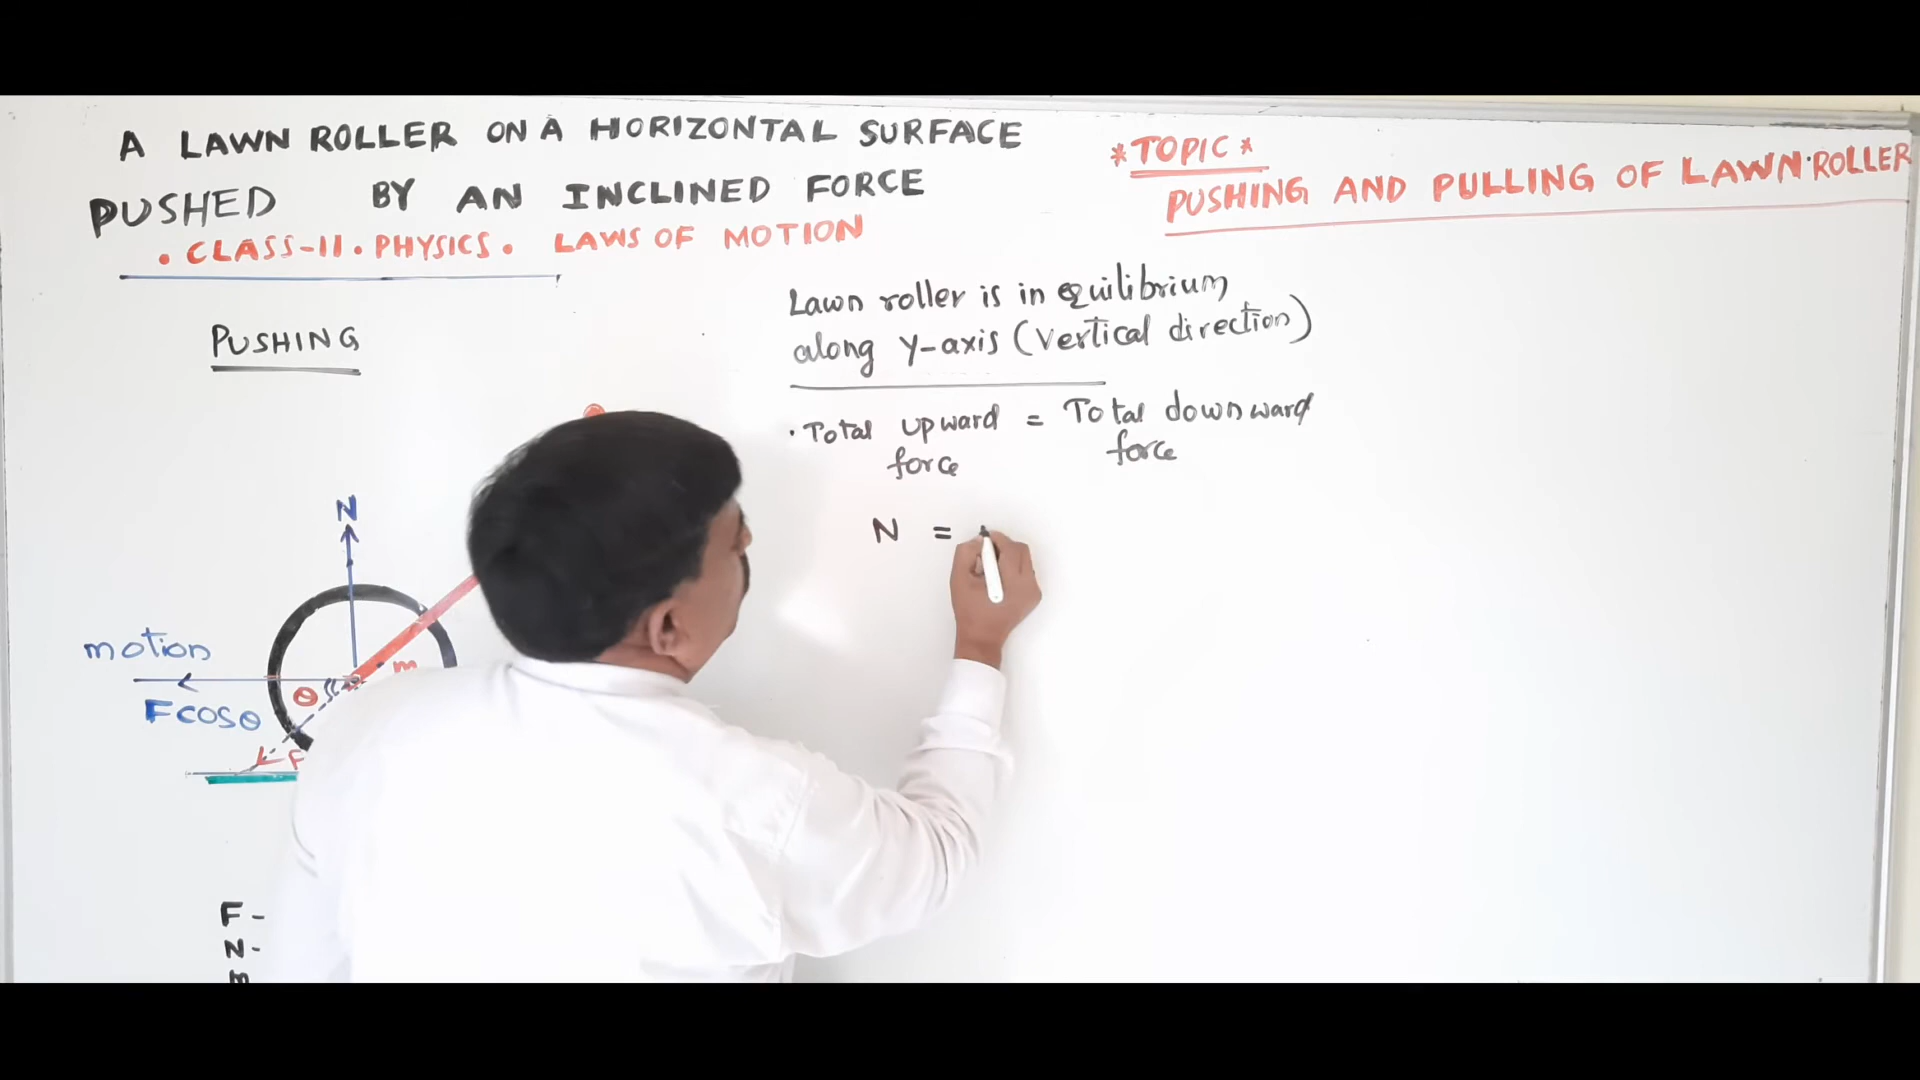 A LAWN ROLLER ON A HORIZONTAL SURFACE
PUSHED BY AN INCLINED FORCE
• CLASS-11 • PHYSICS • LAWS OF MOTION
*TOPIC*
PUSHING AND PULLING OF LAWN·ROLLER
PUSHING
Lawn roller is in equilibrium
along y-axis (Vertical direction)
• Total upward = Total downward
force force
N =
N
motion
m
θ
Fcosθ
F
F -
N -